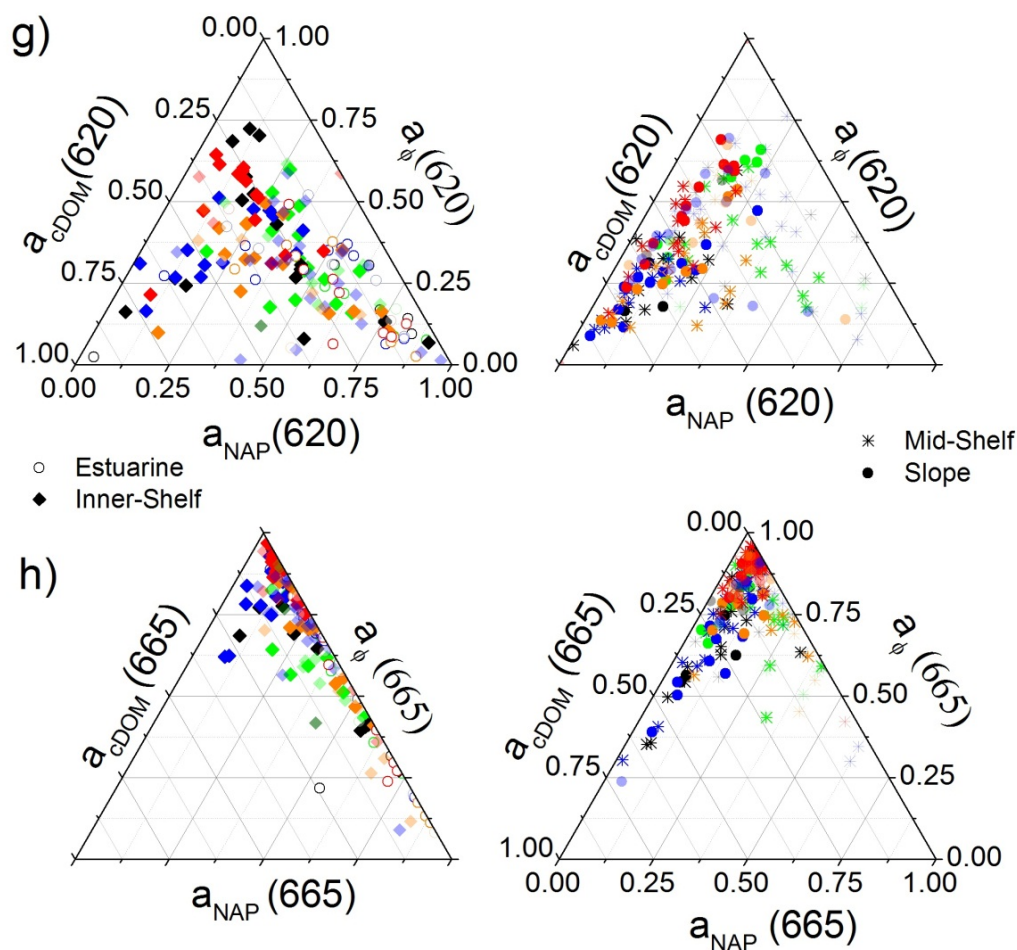 g)
0.00 1.00
0.25 0.75
a_cDOM (620) a_ϕ (620) a_cDOM (620) a_ϕ (620)
0.50 0.50
0.75 0.25
1.00 0.00
0.00 0.25 0.50 0.75 1.00
a_NAP (620) a_NAP (620)
○ Estuarine
◆ Inner-Shelf
✳ Mid-Shelf
● Slope
h)
0.00 1.00
a_cDOM (665) a_ϕ (665) a_cDOM (665) a_ϕ (665)
0.25 0.75
0.50 0.50
0.75 0.25
1.00 0.00
0.00 0.25 0.50 0.75 1.00
a_NAP (665) a_NAP (665)